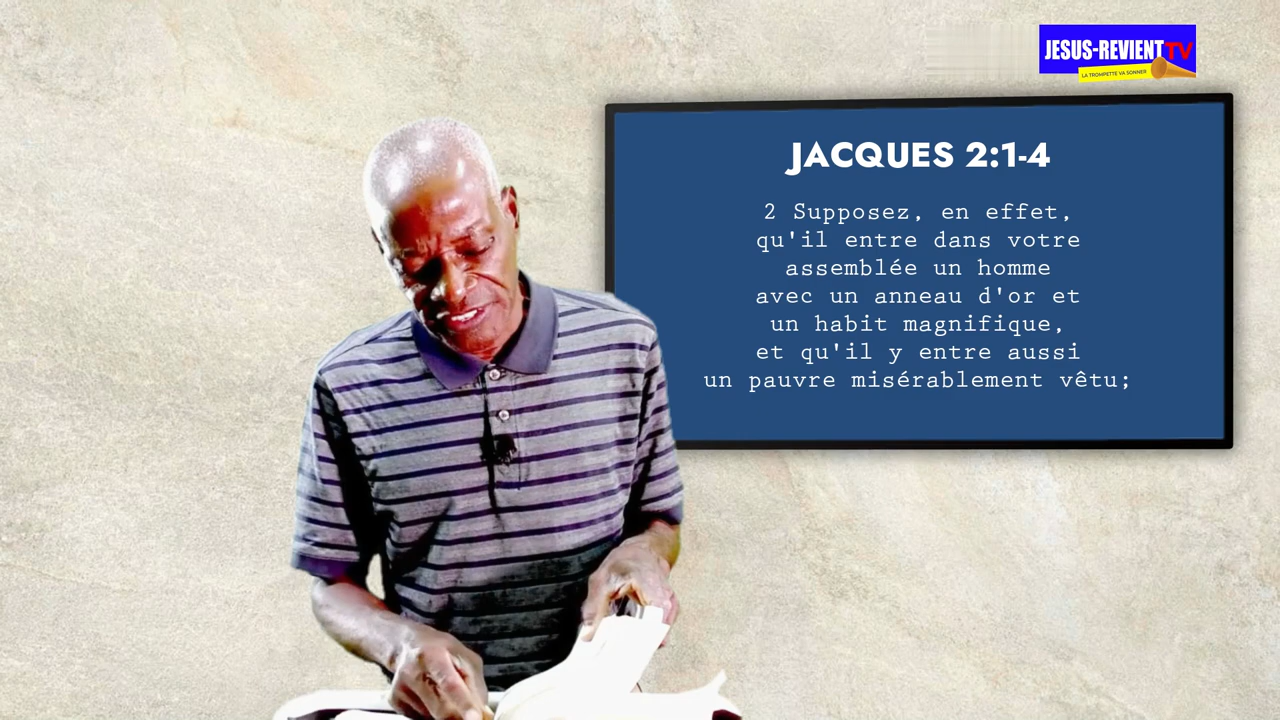 JESUS-REVIENT TV
LA TROMPETTE VA SONNER
JACQUES 2:1-4
2 Supposez, en effet,
qu'il entre dans votre
assemblée un homme
avec un anneau d'or et
un habit magnifique,
et qu'il y entre aussi
un pauvre misérablement vêtu;